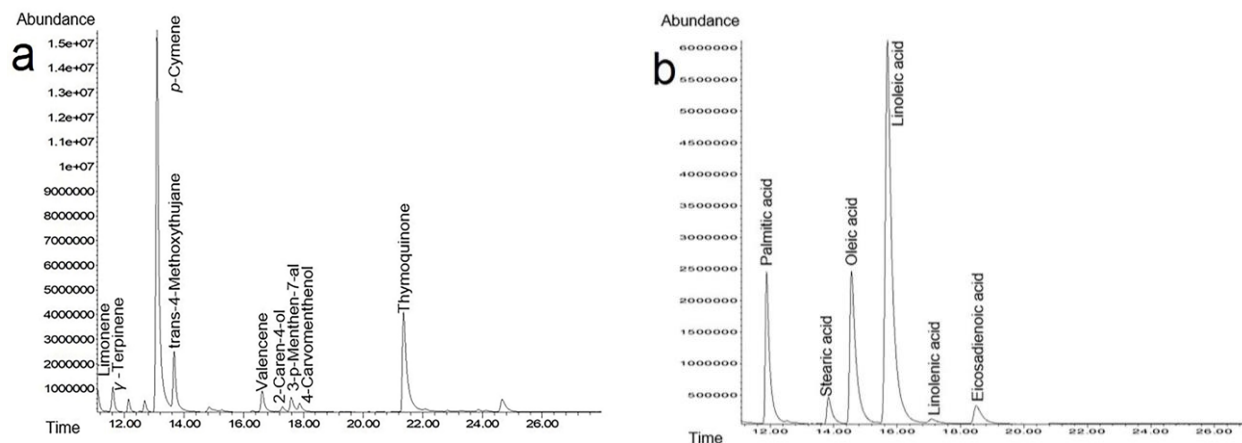 a
Abundance
1.5e+07
1.4e+07
1.3e+07
1.2e+07
1.1e+07
1e+07
9000000
8000000
7000000
6000000
5000000
4000000
3000000
2000000
1000000
Time
12.00 14.00 16.00 18.00 20.00 22.00 24.00 26.00
Limonene
γ-Terpinene
p-Cymene
trans-4-Methoxythujane
Valencene
2-Caren-4-ol
3-p-Menthen-7-al
4-Carvomenthenol
Thymoquinone
b
Abundance
6000000
5500000
5000000
4500000
4000000
3500000
3000000
2500000
2000000
1500000
1000000
500000
Time
12.00 14.00 16.00 18.00 20.00 22.00 24.00 26.00
Palmitic acid
Stearic acid
Oleic acid
Linoleic acid
Linolenic acid
Eicosadienoic acid